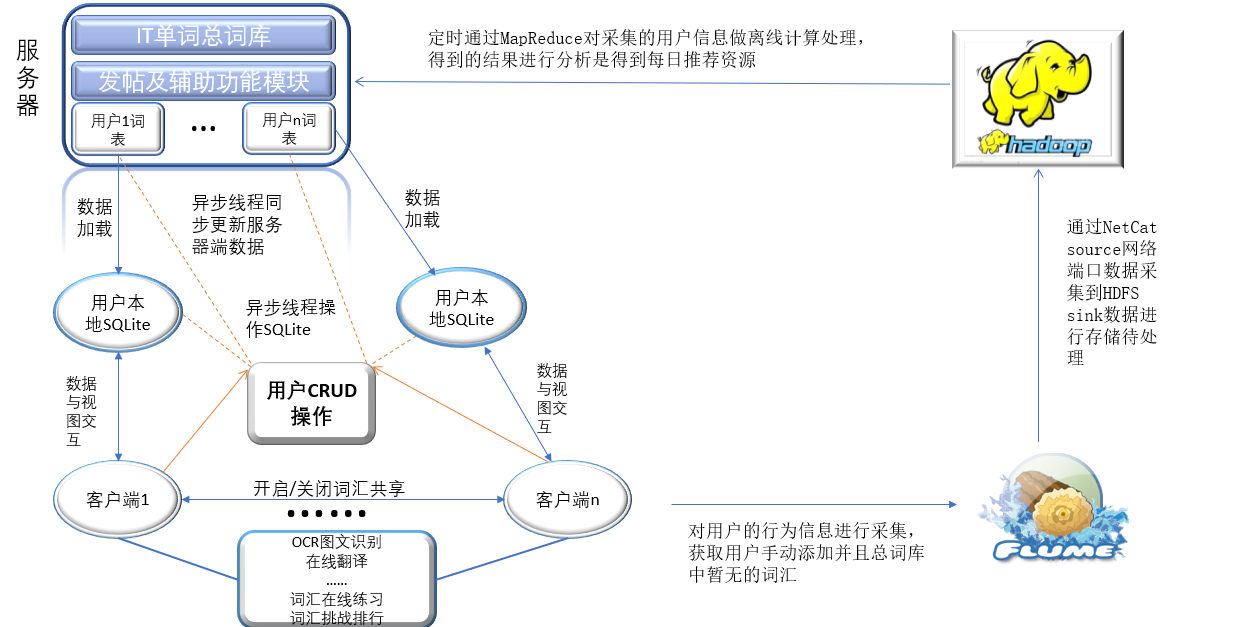 服
务
器
IT单词总词库
发帖及辅助功能模块
用户1词
表
...
用户n词
表
定时通过MapReduce对采集的用户信息做离线计算处理，
得到的结果进行分析是得到每日推荐资源
hadoop
数据
加载
异步线程同
步更新服务
器端数据
数据
加载
通过NetCat
source网络
端口数据采
集到HDFS
sink数据进
行存储待处
理
用户本
地SQLite
异步线程操
作SQLite
用户本
地SQLite
数据
与视
图交
互
用户CRUD
操作
数据
与视
图交
互
客户端1
开启/关闭词汇共享
......
客户端n
对用户的行为信息进行采集，
获取用户手动添加并且总词库
中暂无的词汇
FLUME
OCR图文识别
在线翻译
......
词汇在线练习
词汇挑战排行